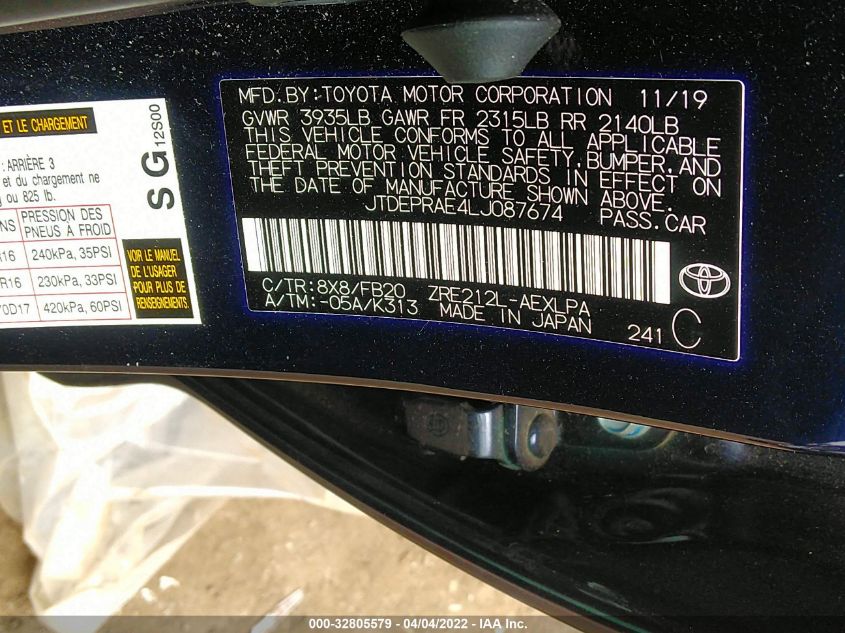 ET LE CHARGEMENT
: ARRIÈRE 3
et du chargement ne
ou 825 lb.
PRESSION DES
PNEUS À FROID
240kPa, 35PSI
R16 230kPa, 33PSI
0D17 420kPa, 60PSI
VOIR LE MANUEL
DE L'USAGER
POUR PLUS DE
RENSEIGNEMENTS
SG 12S00
MFD. BY: TOYOTA MOTOR CORPORATION 11/19
GVWR 3935LB GAWR FR 2315LB RR 2140LB
THIS VEHICLE CONFORMS TO ALL APPLICABLE
FEDERAL MOTOR VEHICLE SAFETY, BUMPER, AND
THEFT PREVENTION STANDARDS IN EFFECT ON
THE DATE OF MANUFACTURE SHOWN ABOVE.
JTDEPRAE4LJ087674 PASS.CAR
C/TR: 8X8/FB20 ZRE212L-AEXLPA
A/TM: -05A/K313 MADE IN JAPAN
241 C
000-32805579 - 04/04/2022 - IAA Inc.